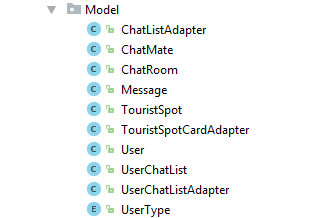 Model
C ChatListAdapter
C ChatMate
C ChatRoom
C Message
C TouristSpot
C TouristSpotCardAdapter
C User
C UserChatList
C UserChatListAdapter
E UserType